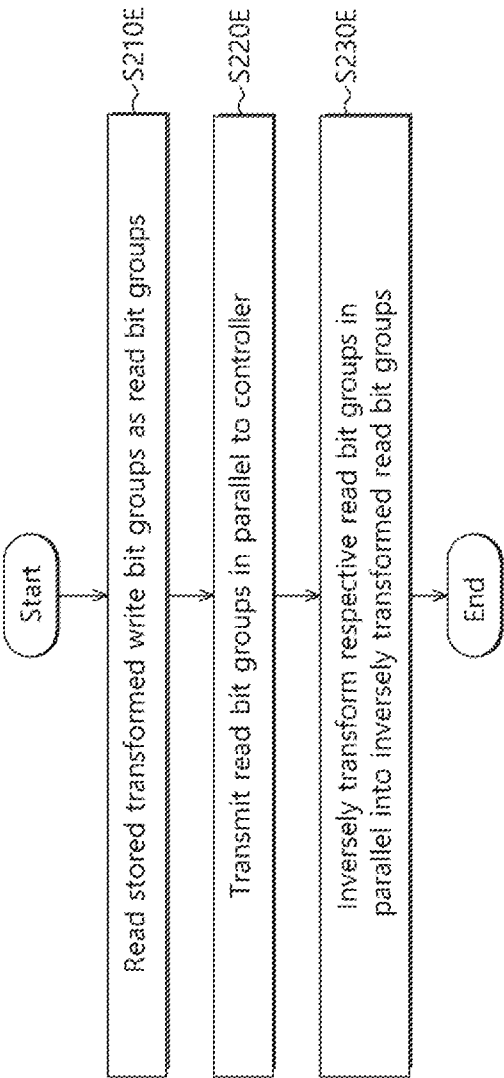 Start
Read stored transformed write bit groups as read bit groups
S210E
Transmit read bit groups in parallel to controller
S220E
Inversely transform respective read bit groups in
parallel into inversely transformed read bit groups
S230E
End